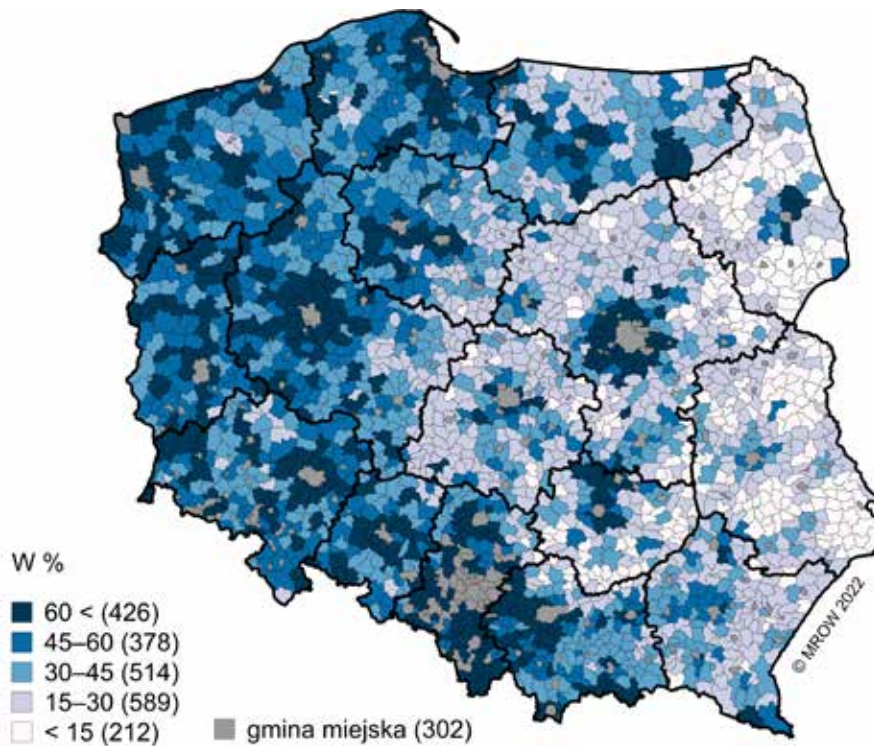 W %
60 < (426)
45–60 (378)
30–45 (514)
15–30 (589)
< 15 (212)
gmina miejska (302)
© MROW 2022